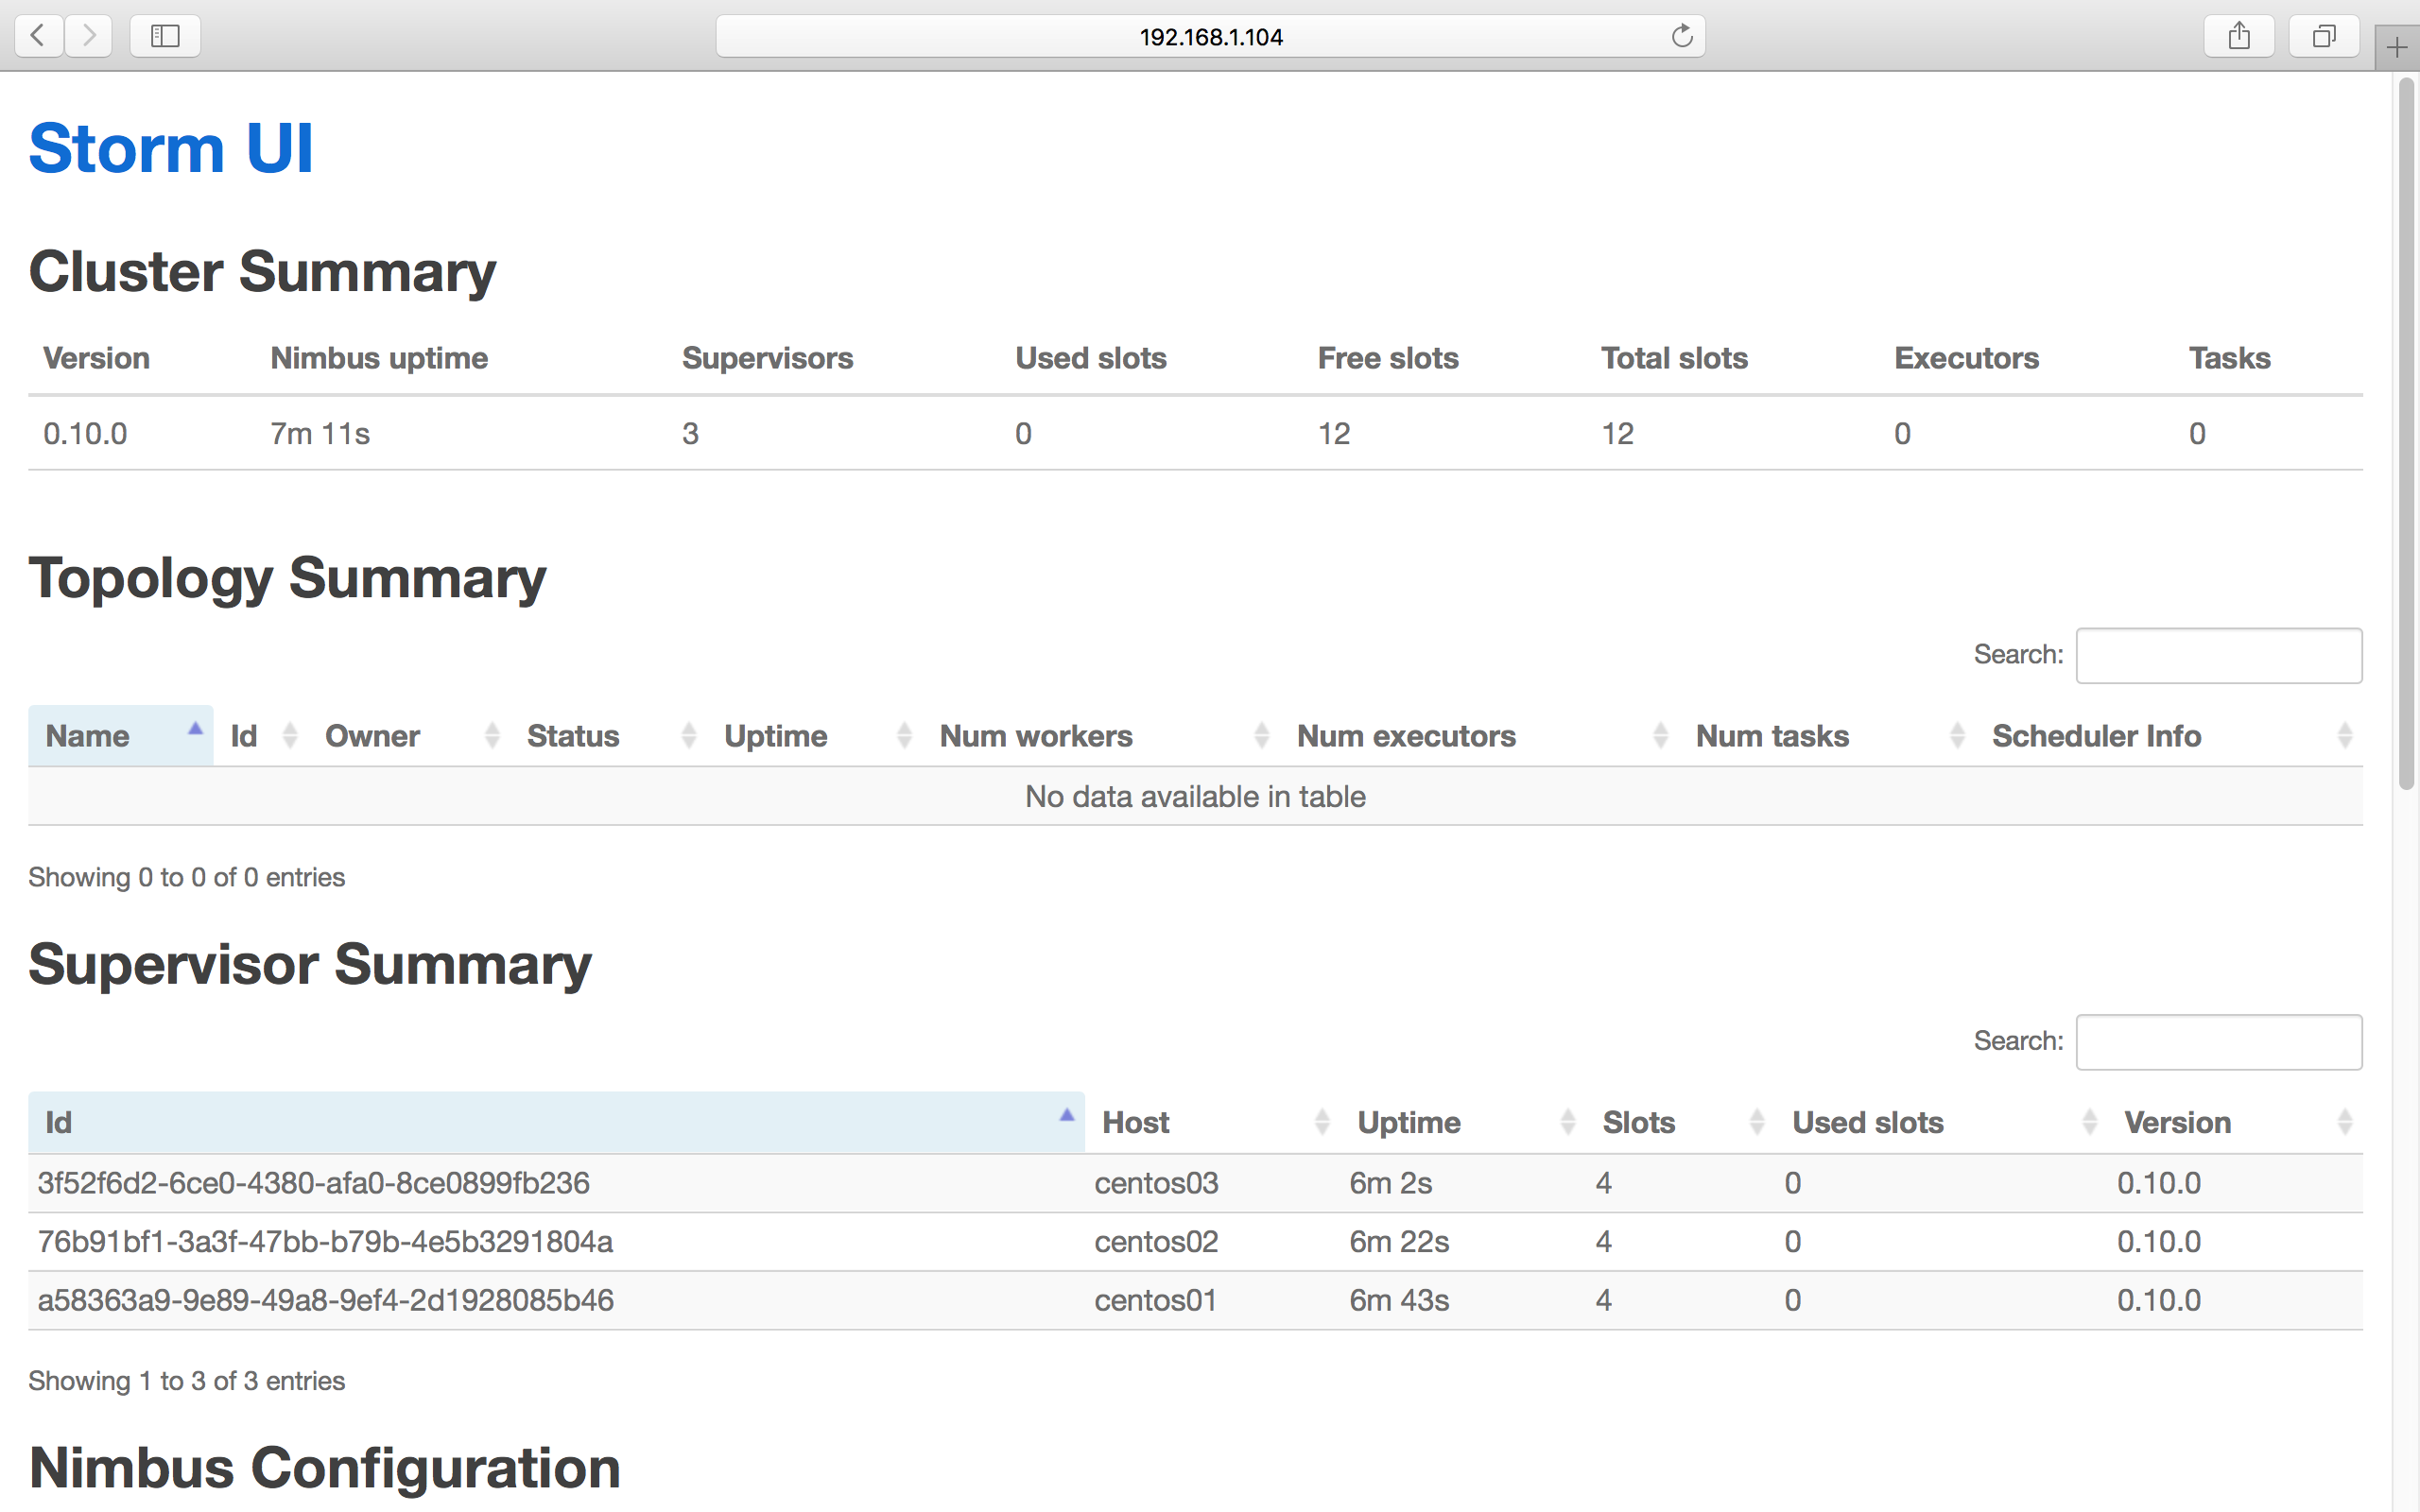 192.168.1.104
Storm UI
Cluster Summary
Version Nimbus uptime Supervisors Used slots Free slots Total slots Executors Tasks
0.10.0 7m 11s 3 0 12 12 0 0
Topology Summary
Search:
Name Id Owner Status Uptime Num workers Num executors Num tasks Scheduler Info
No data available in table
Showing 0 to 0 of 0 entries
Supervisor Summary
Search:
Id Host Uptime Slots Used slots Version
3f52f6d2-6ce0-4380-afa0-8ce0899fb236 centos03 6m 2s 4 0 0.10.0
76b91bf1-3a3f-47bb-b79b-4e5b3291804a centos02 6m 22s 4 0 0.10.0
a58363a9-9e89-49a8-9ef4-2d1928085b46 centos01 6m 43s 4 0 0.10.0
Showing 1 to 3 of 3 entries
Nimbus Configuration